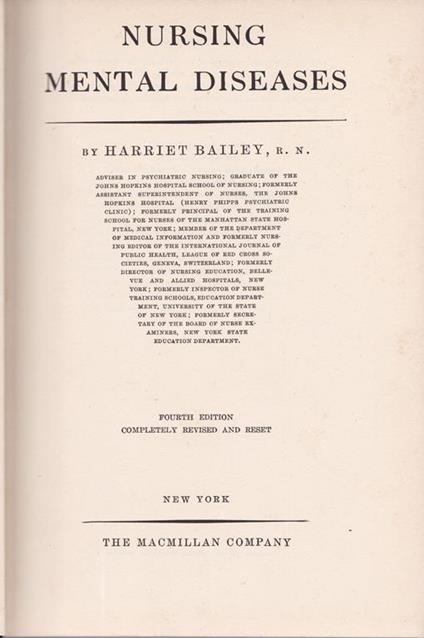 NURSING
MENTAL DISEASES
BY HARRIET BAILEY, R. N.
ADVISER IN PSYCHIATRIC NURSING; GRADUATE OF THE
JOHNS HOPKINS HOSPITAL SCHOOL OF NURSING; FORMERLY
ASSISTANT SUPERINTENDENT OF NURSES, THE JOHNS
HOPKINS HOSPITAL (HENRY PHIPPS PSYCHIATRIC
CLINIC); FORMERLY PRINCIPAL OF THE TRAINING
SCHOOL FOR NURSES OF THE MANHATTAN STATE HOS-
PITAL, NEW YORK; MEMBER OF THE DEPARTMENT
OF MEDICAL INFORMATION AND FORMERLY NURS-
ING EDITOR OF THE INTERNATIONAL JOURNAL OF
PUBLIC HEALTH, LEAGUE OF RED CROSS SO-
CIETIES, GENEVA, SWITZERLAND; FORMERLY
DIRECTOR OF NURSING EDUCATION, BELLE-
VUE AND ALLIED HOSPITALS, NEW
YORK; FORMERLY INSPECTOR OF NURSE
TRAINING SCHOOLS, EDUCATION DEPART-
MENT, UNIVERSITY OF THE STATE
OF NEW YORK; FORMERLY SECRE-
TARY OF THE BOARD OF NURSE EX-
AMINERS, NEW YORK STATE
EDUCATION DEPARTMENT.
FOURTH EDITION
COMPLETELY REVISED AND RESET
NEW YORK
THE MACMILLAN COMPANY